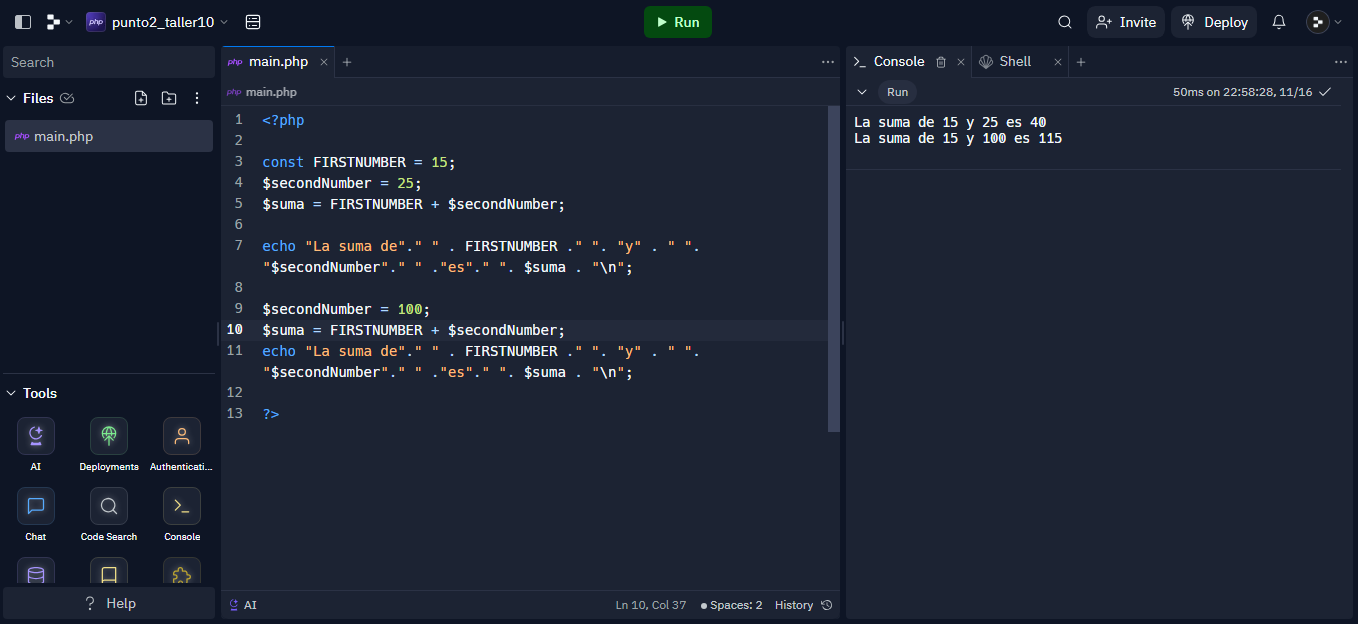 php punto2_taller10
Run
Invite
Deploy
Search
Files
php main.php
Tools
AI
Deployments
Authenticati...
Chat
Code Search
Console
? Help
php main.php
php main.php
1 <?php
2
3 const FIRSTNUMBER = 15;
4 $secondNumber = 25;
5 $suma = FIRSTNUMBER + $secondNumber;
6
7 echo "La suma de"." " . FIRSTNUMBER ." ". "y" . " ".
"$secondNumber"." " ."es"." ". $suma . "\n";
8
9 $secondNumber = 100;
10 $suma = FIRSTNUMBER + $secondNumber;
11 echo "La suma de"." " . FIRSTNUMBER ." ". "y" . " ".
"$secondNumber"." " ."es"." ". $suma . "\n";
12
13 ?>
AI
Ln 10, Col 37
Spaces: 2
History
Console
Shell
Run
50ms on 22:58:28, 11/16
La suma de 15 y 25 es 40
La suma de 15 y 100 es 115